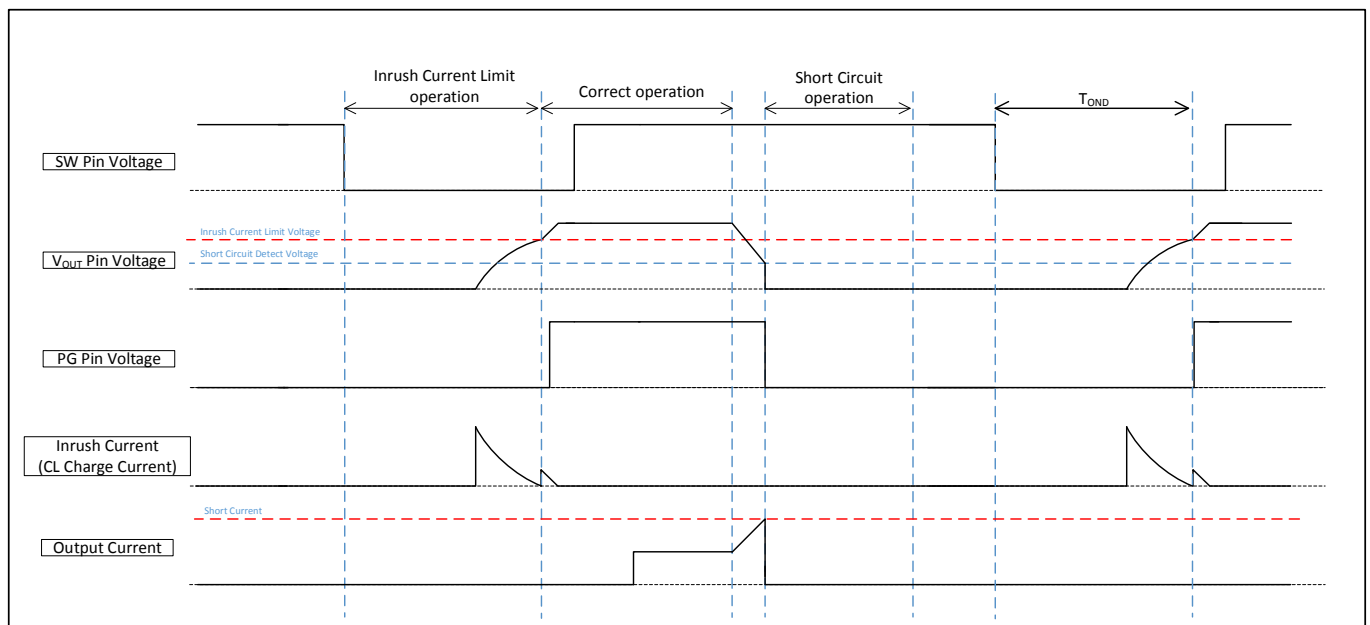 Inrush Current Limit
operation
Correct operation
Short Circuit
operation
TOND
SW Pin Voltage
Inrush Current Limit Voltage
VOUT Pin Voltage
Short Circuit Detect Voltage
PG Pin Voltage
Inrush Current
(CL Charge Current)
Short Current
Output Current